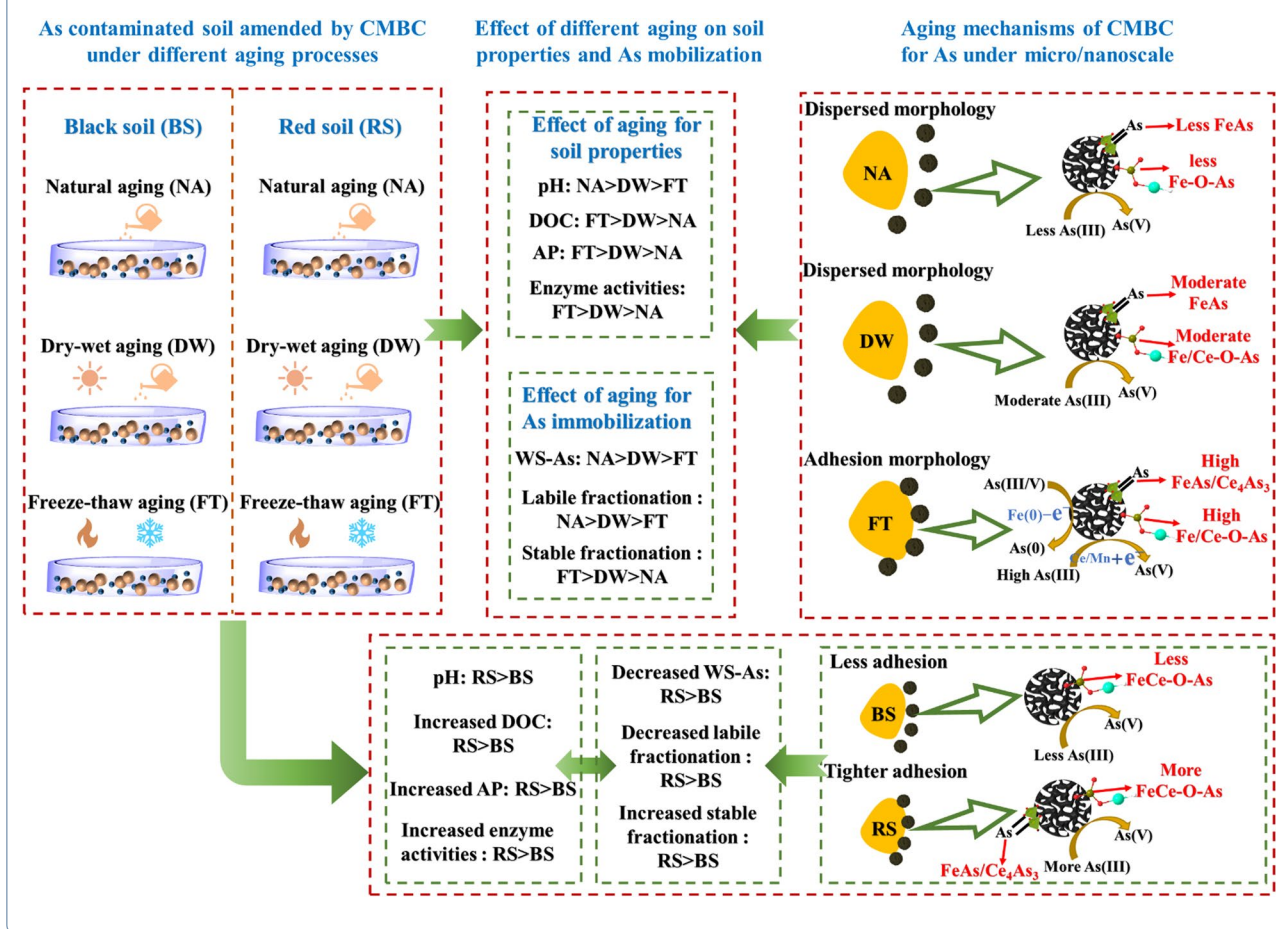 As contaminated soil amended by CMBC
under different aging processes
Effect of different aging on soil
properties and As mobilization
Aging mechanisms of CMBC
for As under micro/nanoscale
Black soil (BS)
Red soil (RS)
Natural aging (NA)
Natural aging (NA)
Dry-wet aging (DW)
Dry-wet aging (DW)
Freeze-thaw aging (FT)
Freeze-thaw aging (FT)
Effect of aging for
soil properties
pH: NA>DW>FT
DOC: FT>DW>NA
AP: FT>DW>NA
Enzyme activities:
FT>DW>NA
Effect of aging for
As immobilization
WS-As: NA>DW>FT
Labile fractionation :
NA>DW>FT
Stable fractionation :
FT>DW>NA
Dispersed morphology
NA
As
Less FeAs
less
Fe-O-As
Less As(III)
As(V)
Dispersed morphology
DW
As
Moderate
FeAs
Moderate
Fe/Ce-O-As
Moderate As(III)
As(V)
Adhesion morphology
FT
As(III/V)
Fe(0)−e⁻
As(0)
High As(III)
As
High
FeAs/Ce₄As₃
High
Fe/Ce-O-As
Ce/Mn+e⁻
As(V)
pH: RS>BS
Increased DOC:
RS>BS
Increased AP: RS>BS
Increased enzyme
activities : RS>BS
Decreased WS-As:
RS>BS
Decreased labile
fractionation :
RS>BS
Increased stable
fractionation :
RS>BS
Less adhesion
BS
Less
FeCe-O-As
As(V)
Less As(III)
Tighter adhesion
RS
More
FeCe-O-As
As
As(V)
More As(III)
FeAs/Ce₄As₃